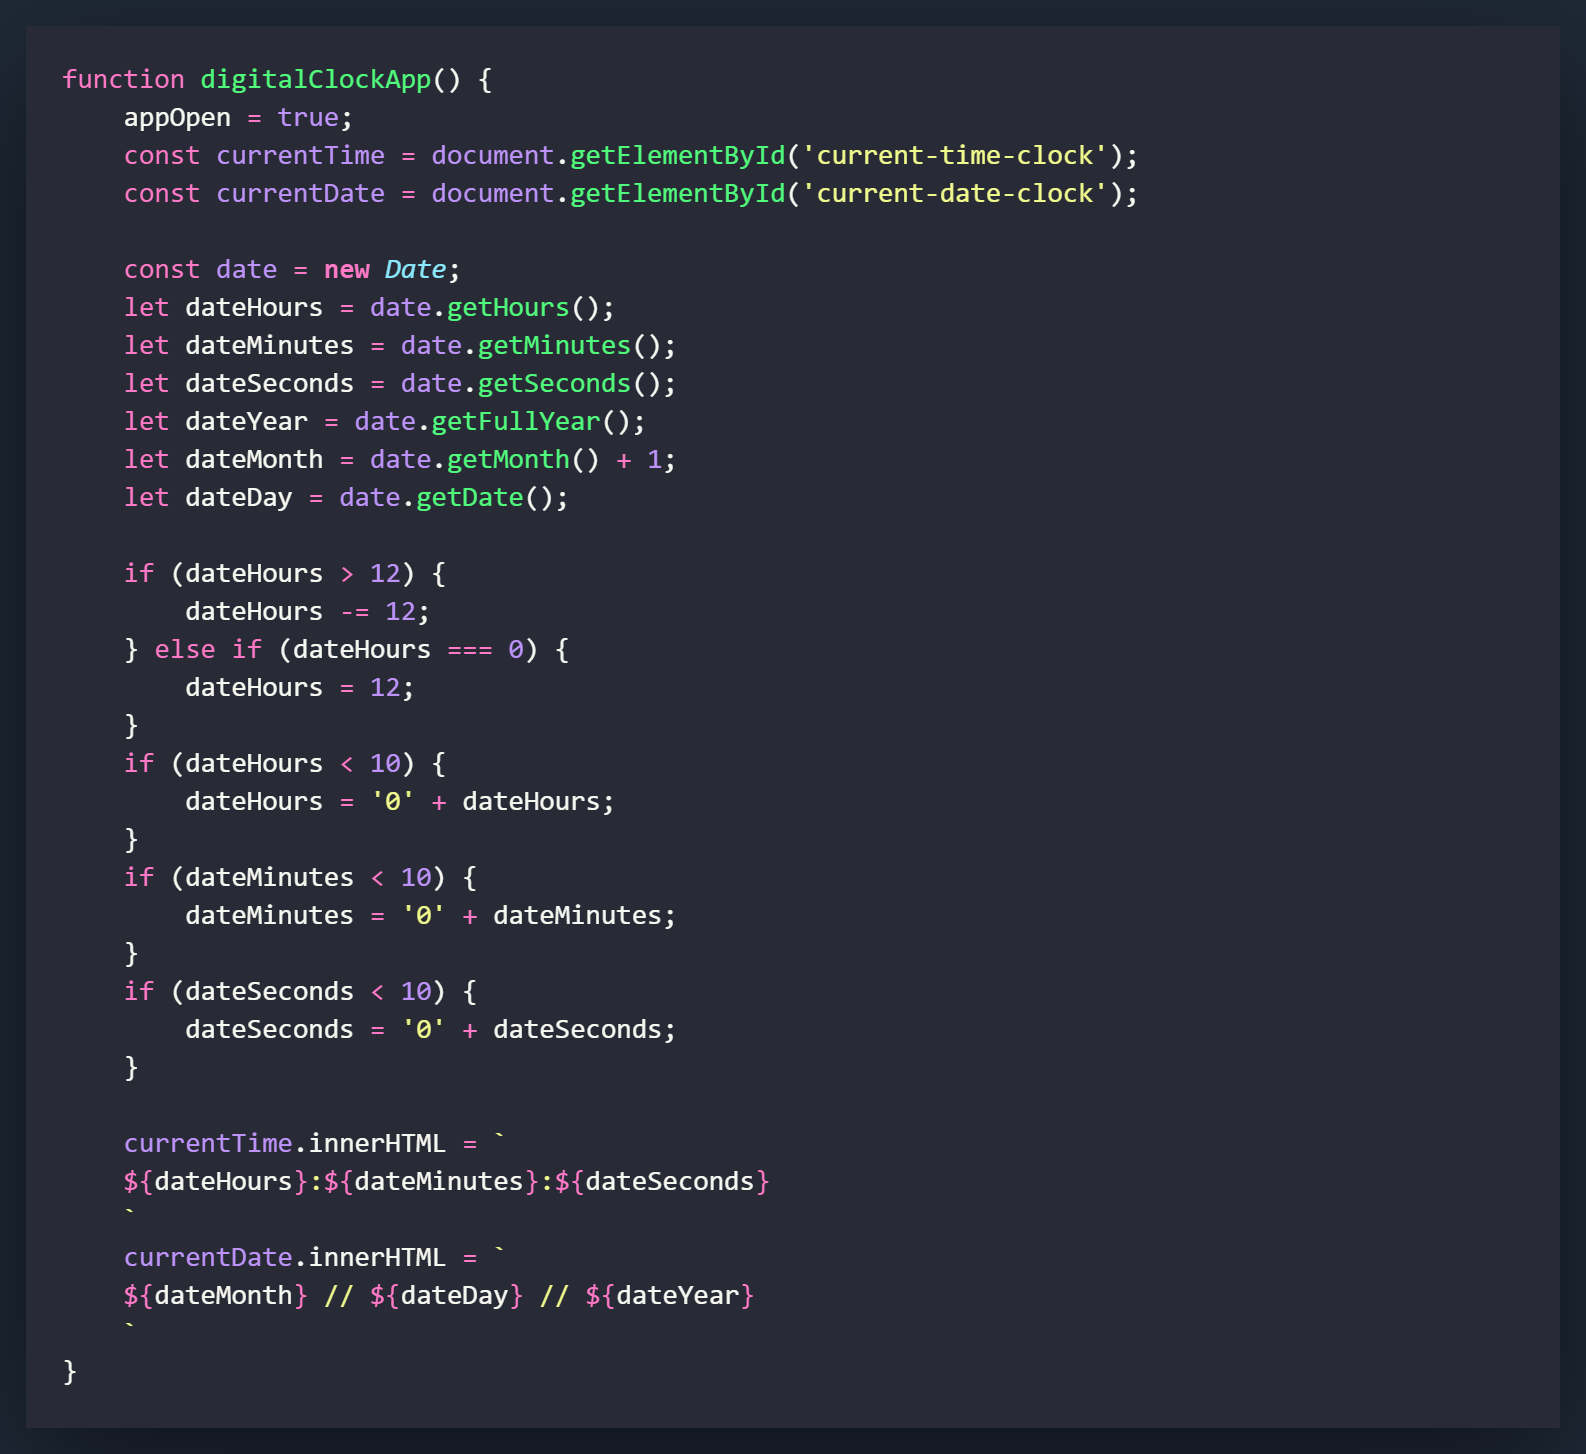 function digitalClockApp() {
    appOpen = true;
    const currentTime = document.getElementById('current-time-clock');
    const currentDate = document.getElementById('current-date-clock');

    const date = new Date;
    let dateHours = date.getHours();
    let dateMinutes = date.getMinutes();
    let dateSeconds = date.getSeconds();
    let dateYear = date.getFullYear();
    let dateMonth = date.getMonth() + 1;
    let dateDay = date.getDate();

    if (dateHours > 12) {
        dateHours -= 12;
    } else if (dateHours === 0) {
        dateHours = 12;
    }
    if (dateHours < 10) {
        dateHours = '0' + dateHours;
    }
    if (dateMinutes < 10) {
        dateMinutes = '0' + dateMinutes;
    }
    if (dateSeconds < 10) {
        dateSeconds = '0' + dateSeconds;
    }

    currentTime.innerHTML = `
    ${dateHours}:${dateMinutes}:${dateSeconds}
    `
    currentDate.innerHTML = `
    ${dateMonth} // ${dateDay} // ${dateYear}
    `
}